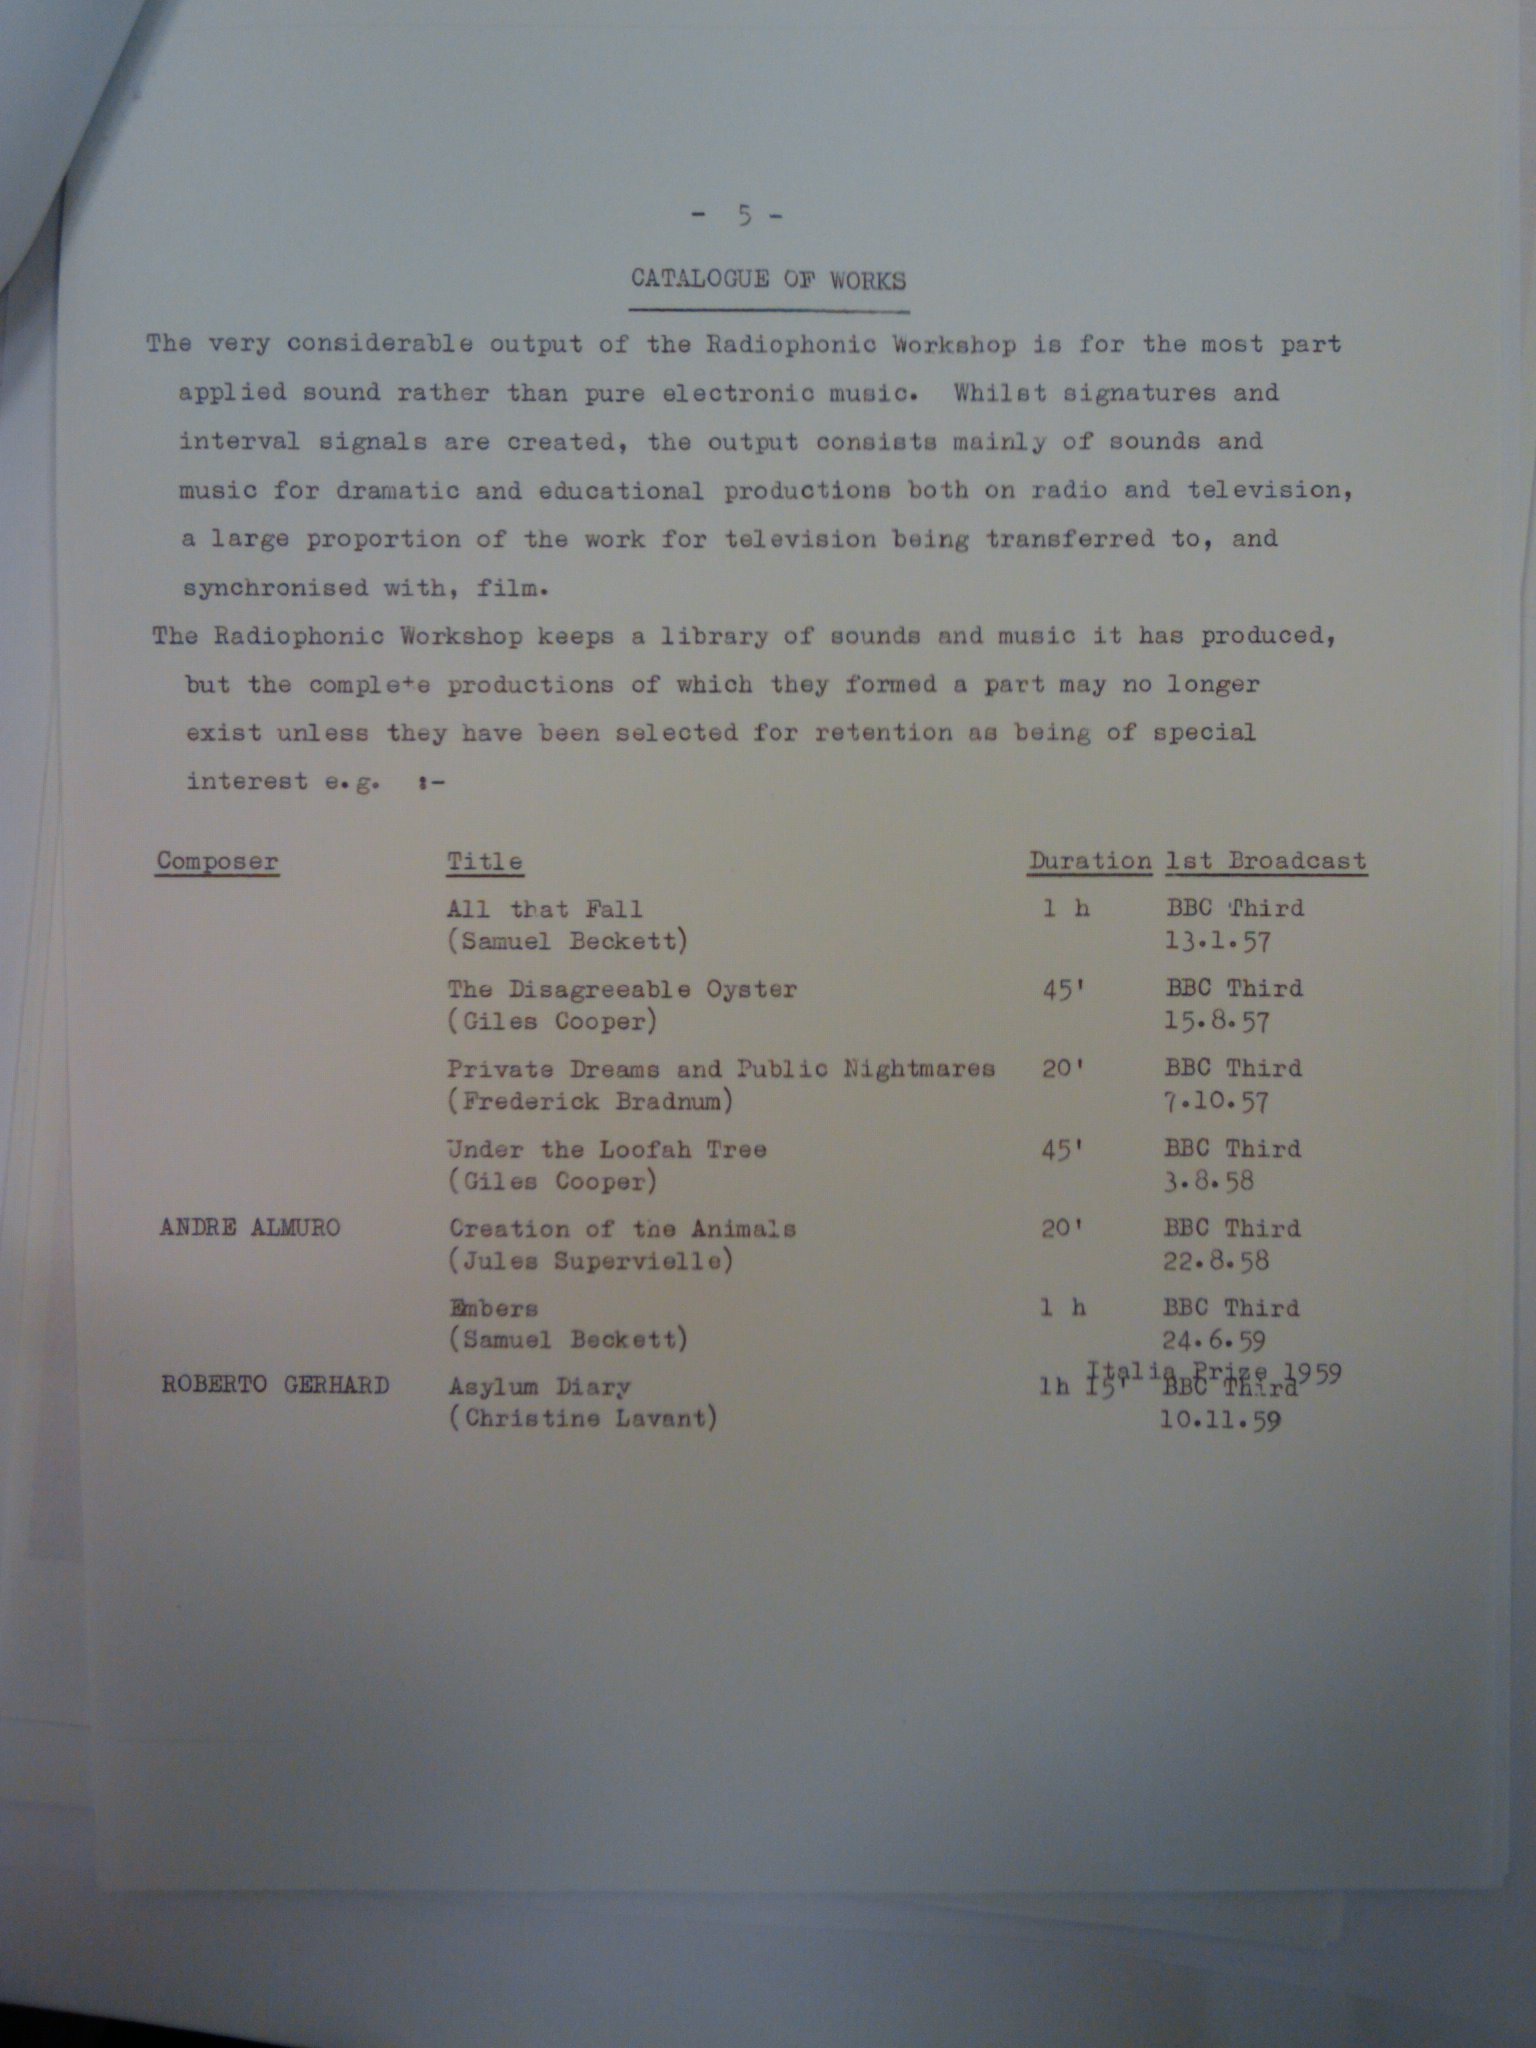 - 5 -
CATALOGUE OF WORKS
The very considerable output of the Radiophonic Workshop is for the most part
applied sound rather than pure electronic music. Whilst signatures and
interval signals are created, the output consists mainly of sounds and
music for dramatic and educational productions both on radio and television,
a large proportion of the work for television being transferred to, and
synchronised with, film.
The Radiophonic Workshop keeps a library of sounds and music it has produced,
but the complete productions of which they formed a part may no longer
exist unless they have been selected for retention as being of special
interest e.g. :-
Composer Title Duration 1st Broadcast
All that Fall 1 h BBC Third
(Samuel Beckett) 13.1.57
The Disagreeable Oyster 45' BBC Third
(Giles Cooper) 15.8.57
Private Dreams and Public Nightmares 20' BBC Third
(Frederick Bradnum) 7.10.57
Under the Loofah Tree 45' BBC Third
(Giles Cooper) 3.8.58
ANDRE ALMURO Creation of the Animals 20' BBC Third
(Jules Supervielle) 22.8.58
Embers 1 h BBC Third
(Samuel Beckett) 24.6.59
Italia Prize 1959
ROBERTO GERHARD Asylum Diary 1h 15' BBC Third
(Christine Lavant) 10.11.59